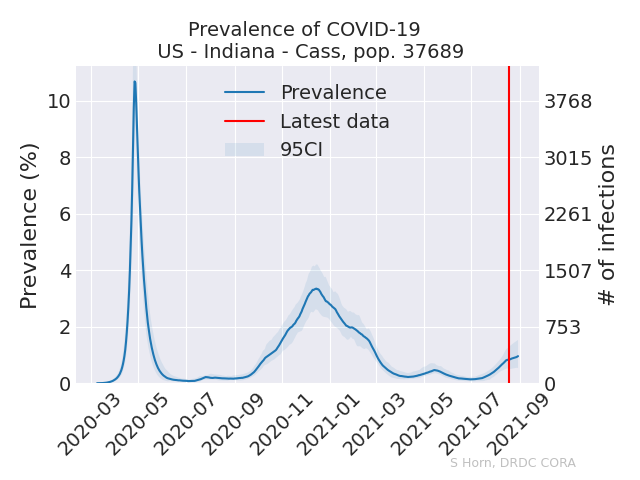 Prevalence of COVID-19
US - Indiana - Cass, pop. 37689
Prevalence
Latest data
95CI
Prevalence (%)
10
8
6
4
2
0
3768
3015
2261
1507
753
0
# of infections
2020-03
2020-05
2020-07
2020-09
2020-11
2021-01
2021-03
2021-05
2021-07
2021-09
S Horn, DRDC CORA